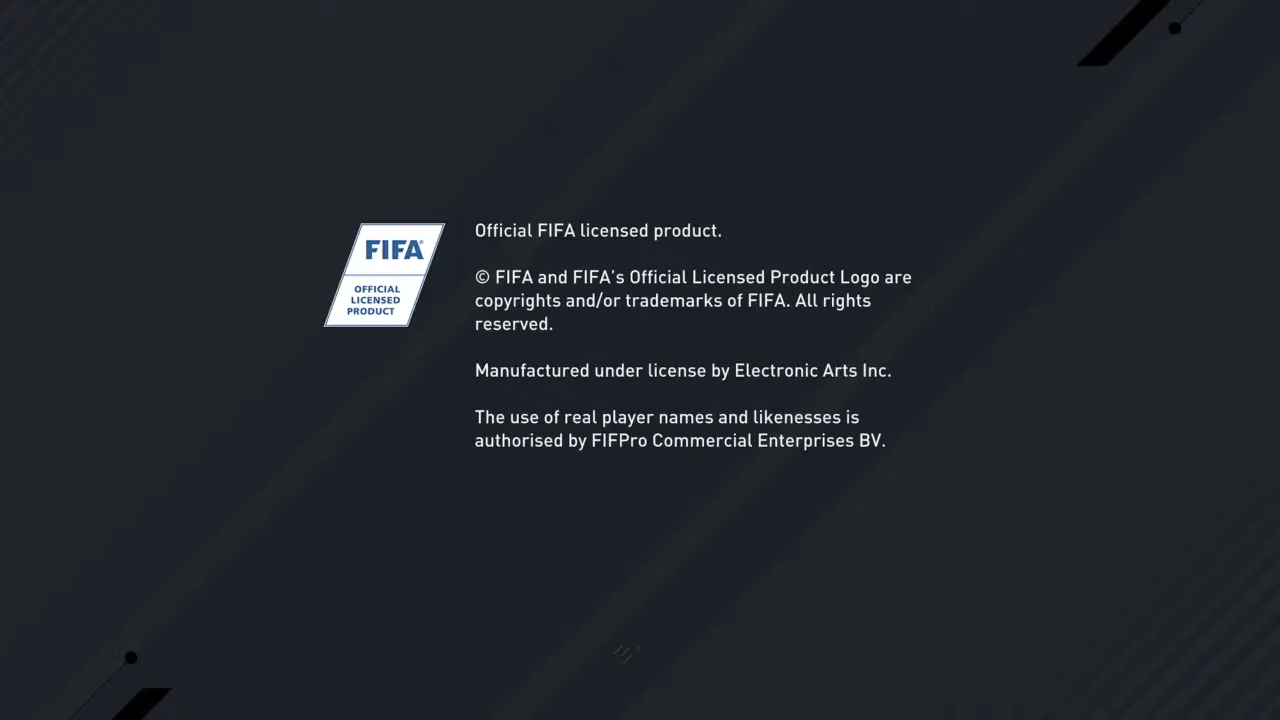 FIFA®
OFFICIAL
LICENSED
PRODUCT
Official FIFA licensed product.
© FIFA and FIFA's Official Licensed Product Logo are
copyrights and/or trademarks of FIFA. All rights
reserved.
Manufactured under license by Electronic Arts Inc.
The use of real player names and likenesses is
authorised by FIFPro Commercial Enterprises BV.